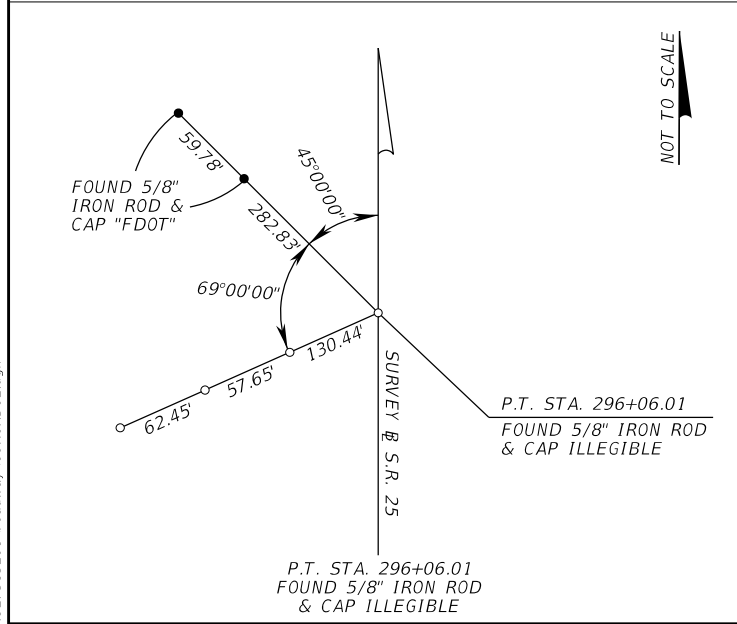 NOT TO SCALE
59.78'
45°00'00"
FOUND 5/8"
IRON ROD &
CAP "FDOT"
282.83'
69°00'00"
130.44'
57.65'
62.45'
SURVEY ⅊ S.R. 25
P.T. STA. 296+06.01
FOUND 5/8" IRON ROD
& CAP ILLEGIBLE
P.T. STA. 296+06.01
FOUND 5/8" IRON ROD
& CAP ILLEGIBLE